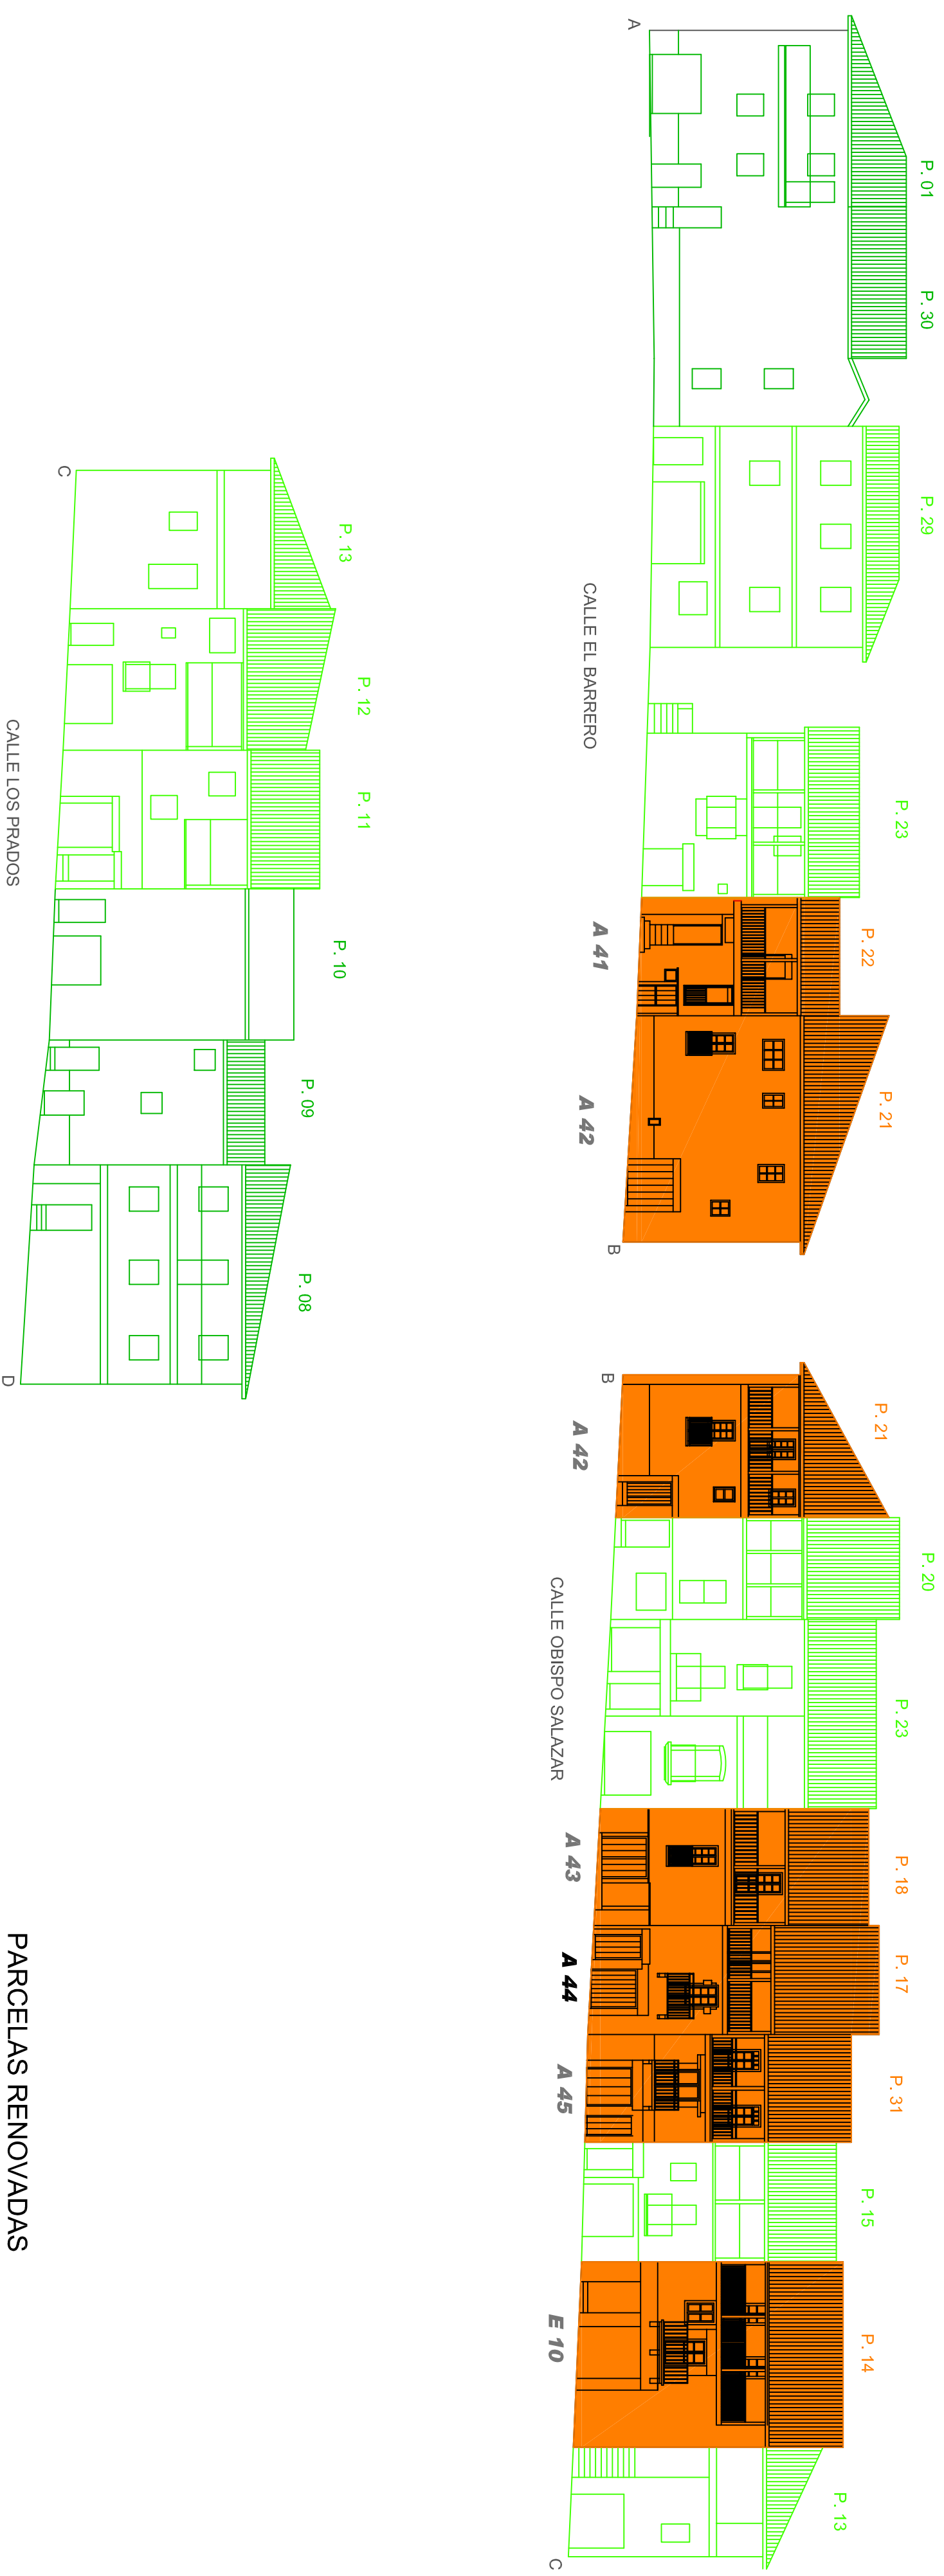 P. 01
P. 30
P. 29
P. 23
P. 22
P. 21
A
CALLE EL BARRERO
A 41
A 42
B
P. 21
P. 20
P. 23
P. 18
P. 17
P. 31
P. 15
P. 14
P. 13
B
A 42
CALLE OBISPO SALAZAR
A 43
A 44
A 45
E 10
C
P. 13
P. 12
P. 11
P. 10
P. 09
P. 08
C
CALLE LOS PRADOS
D
PARCELAS RENOVADAS